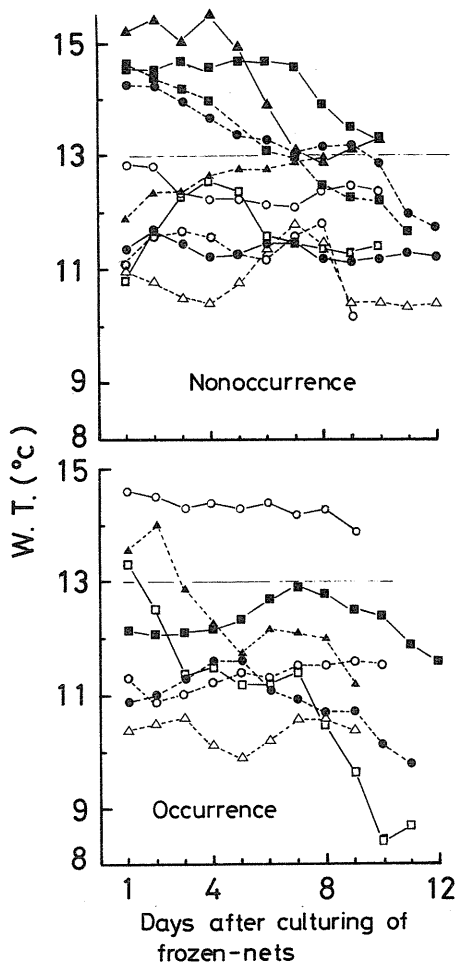 15
13
11
9
8
Nonoccurrence
W. T. (°c)
15
13
11
9
8
Occurrence
1 4 8 12
Days after culturing of
frozen-nets